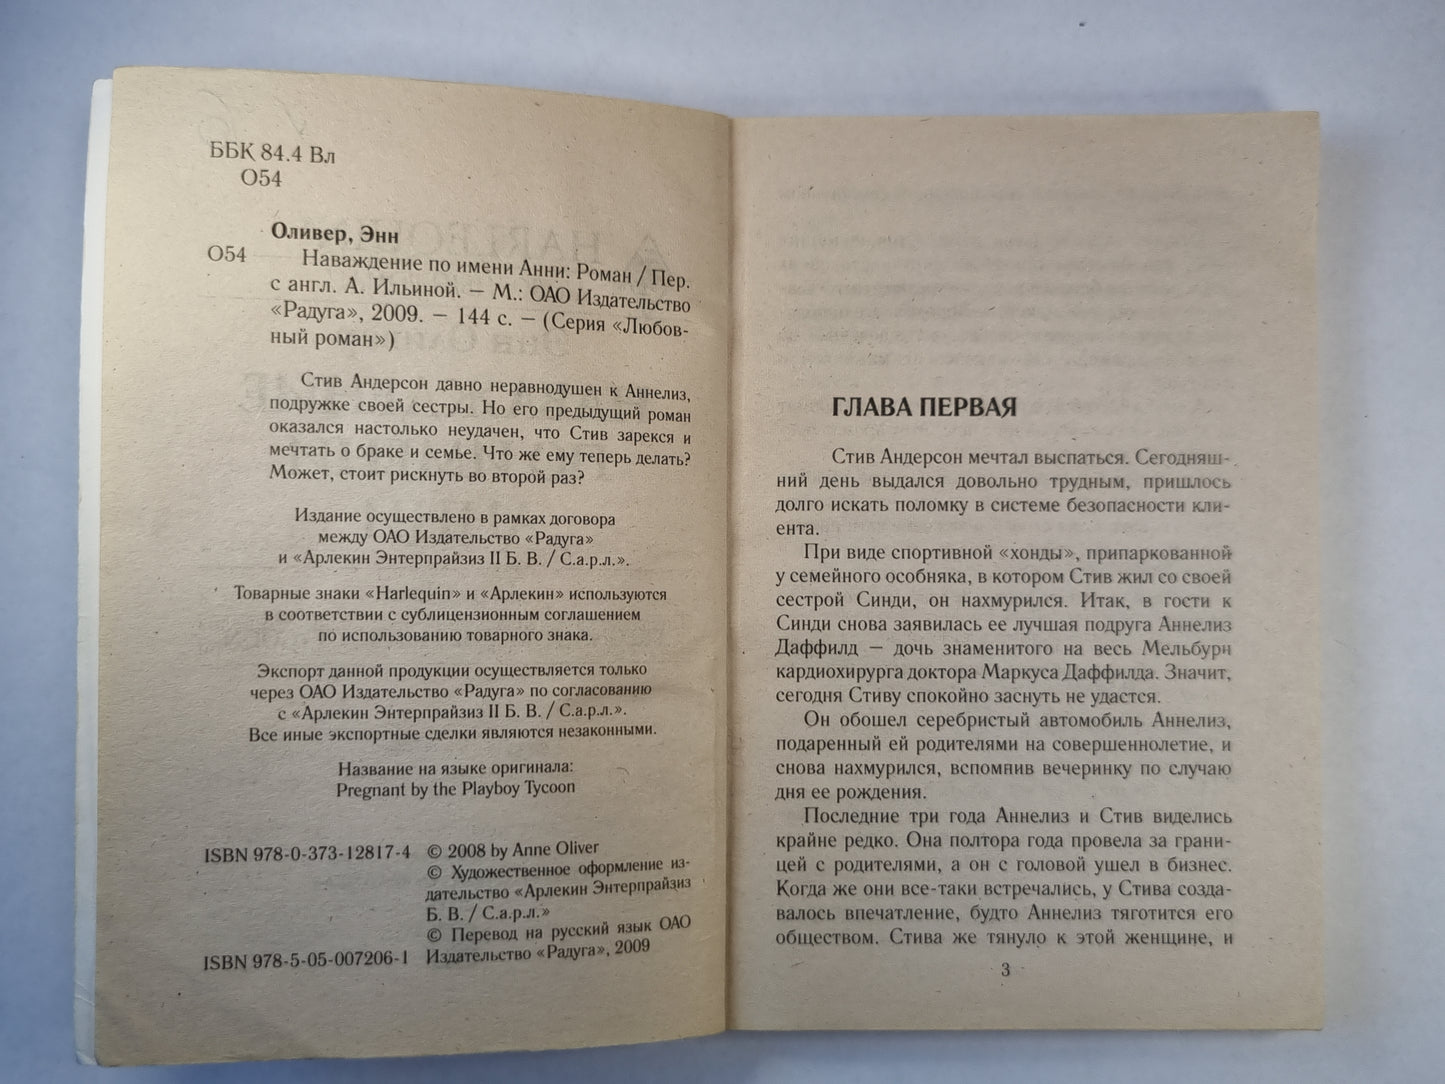 ББК 84.4 Вл
О54
Оливер, Энн
О54
Наваждение по имени Анни: Роман / Пер.
с англ. А. Ильиной. — М.: ОАО Издательство
«Радуга», 2009. — 144 с. — (Серия «Любов-
ный роман»)
Стив Андерсон давно неравнодушен к Аннелиз,
подружке своей сестры. Но его предыдущий роман
оказался настолько неудачен, что Стив зарекся и
мечтать о браке и семье. Что же ему теперь делать?
Может, стоит рискнуть во второй раз?
Издание осуществлено в рамках договора
между ОАО Издательство «Радуга»
и «Арлекин Энтерпрайзиз II Б. В. / С.а.р.л.».
Товарные знаки «Harlequin» и «Арлекин» используются
в соответствии с сублицензионным соглашением
по использованию товарного знака.
Экспорт данной продукции осуществляется только
через ОАО Издательство «Радуга» по согласованию
с «Арлекин Энтерпрайзиз II Б. В. / С.а.р.л.».
Все иные экспортные сделки являются незаконными.
Название на языке оригинала:
Pregnant by the Playboy Tycoon
ISBN 978-0-373-12817-4 © 2008 by Anne Oliver
© Художественное оформление из-
дательство «Арлекин Энтерпрайзиз
Б. В. / С.а.р.л.»
© Перевод на русский язык ОАО
ISBN 978-5-05-007206-1 Издательство «Радуга», 2009
ГЛАВА ПЕРВАЯ
Стив Андерсон мечтал выспаться. Сегодняш-
ний день выдался довольно трудным, пришлось
долго искать поломку в системе безопасности кли-
ента.
При виде спортивной «хонды», припаркованной
у семейного особняка, в котором Стив жил со своей
сестрой Синди, он нахмурился. Итак, в гости к
Синди снова заявилась ее лучшая подруга Аннелиз
Даффилд — дочь знаменитого на весь Мельбурн
кардиохирурга доктора Маркуса Даффилда. Значит,
сегодня Стиву спокойно заснуть не удастся.
Он обошел серебристый автомобиль Аннелиз,
подаренный ей родителями на совершеннолетие, и
снова нахмурился, вспомнив вечеринку по случаю
дня ее рождения.
Последние три года Аннелиз и Стив виделись
крайне редко. Она полтора года провела за грани-
цей с родителями, а он с головой ушел в бизнес.
Когда же они все-таки встречались, у Стива созда-
валось впечатление, будто Аннелиз тяготится его
обществом. Стива же тянуло к этой женщине, и
3